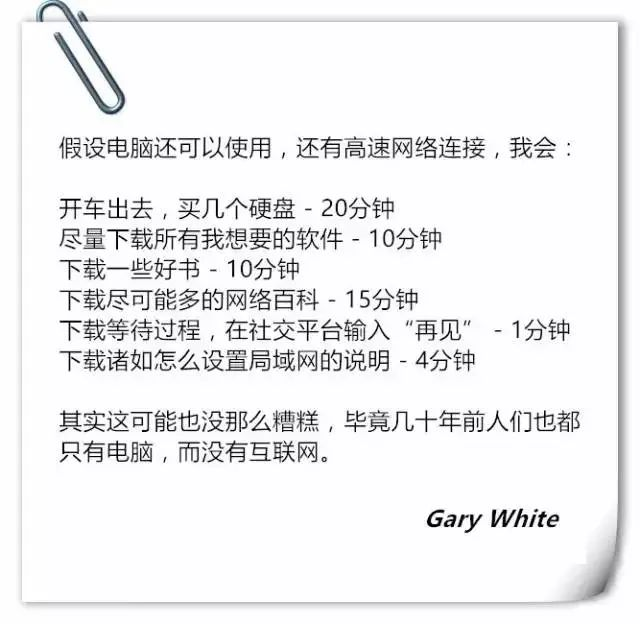 假设电脑还可以使用，还有高速网络连接，我会：
开车出去，买几个硬盘 - 20分钟
尽量下载所有我想要的软件 - 10分钟
下载一些好书 - 10分钟
下载尽可能多的网络百科 - 15分钟
下载等待过程，在社交平台输入“再见” - 1分钟
下载诸如怎么设置局域网的说明 - 4分钟
其实这可能也没那么糟糕，毕竟几十年前人们也都
只有电脑，而没有互联网。
Gary White